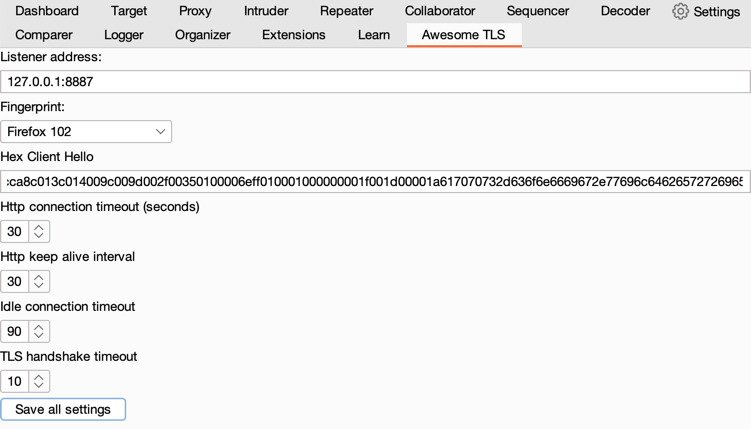 Dashboard Target Proxy Intruder Repeater Collaborator Sequencer Decoder Settings
Comparer Logger Organizer Extensions Learn Awesome TLS
Listener address:
127.0.0.1:8887
Fingerprint:
Firefox 102
Hex Client Hello
:ca8c013c014009c009d002f00350100006eff010001000000001f001d00001a617070732d636f6e6669672e77696c64626572726965
Http connection timeout (seconds)
30
Http keep alive interval
30
Idle connection timeout
90
TLS handshake timeout
10
Save all settings